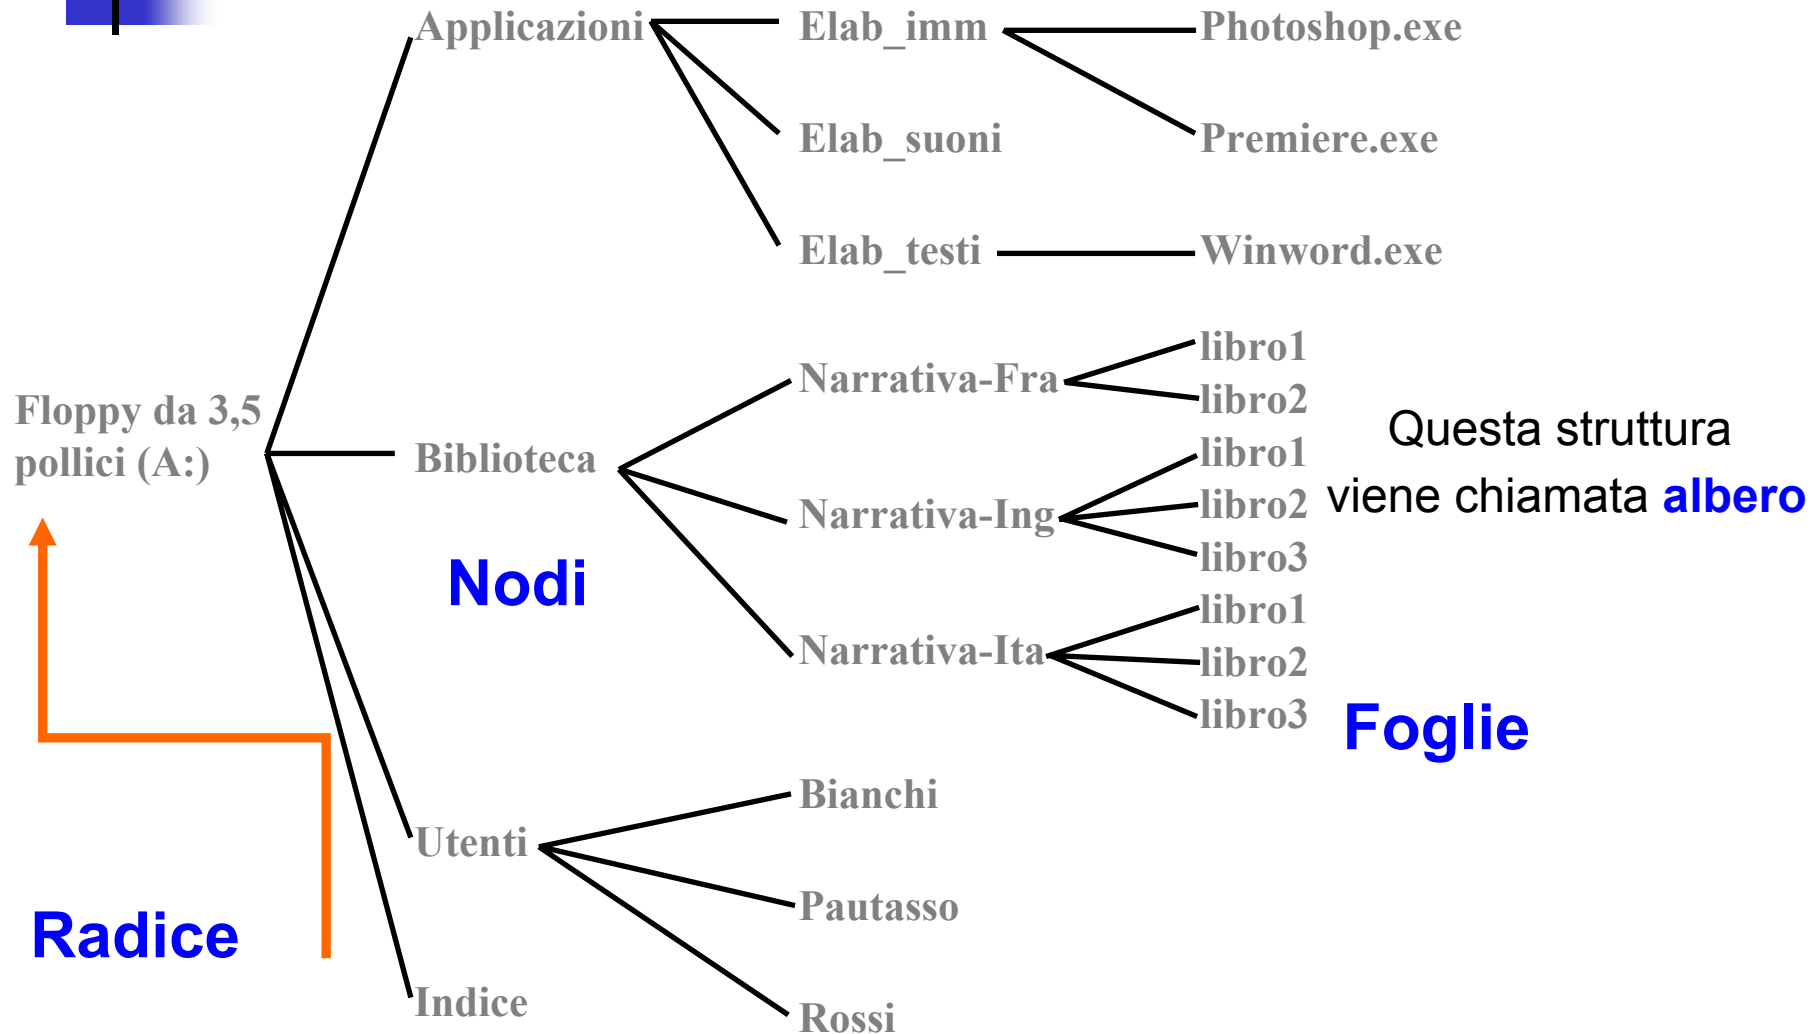 Applicazioni
Elab_imm
Photoshop.exe
Premiere.exe
Elab_suoni
Elab_testi
Winword.exe
Floppy da 3,5
pollici (A:)
Biblioteca
Narrativa-Fra
libro1
libro2
Narrativa-Ing
libro1
libro2
libro3
Narrativa-Ita
libro1
libro2
libro3
Questa struttura
viene chiamata albero
Nodi
Foglie
Utenti
Bianchi
Pautasso
Rossi
Radice
Indice